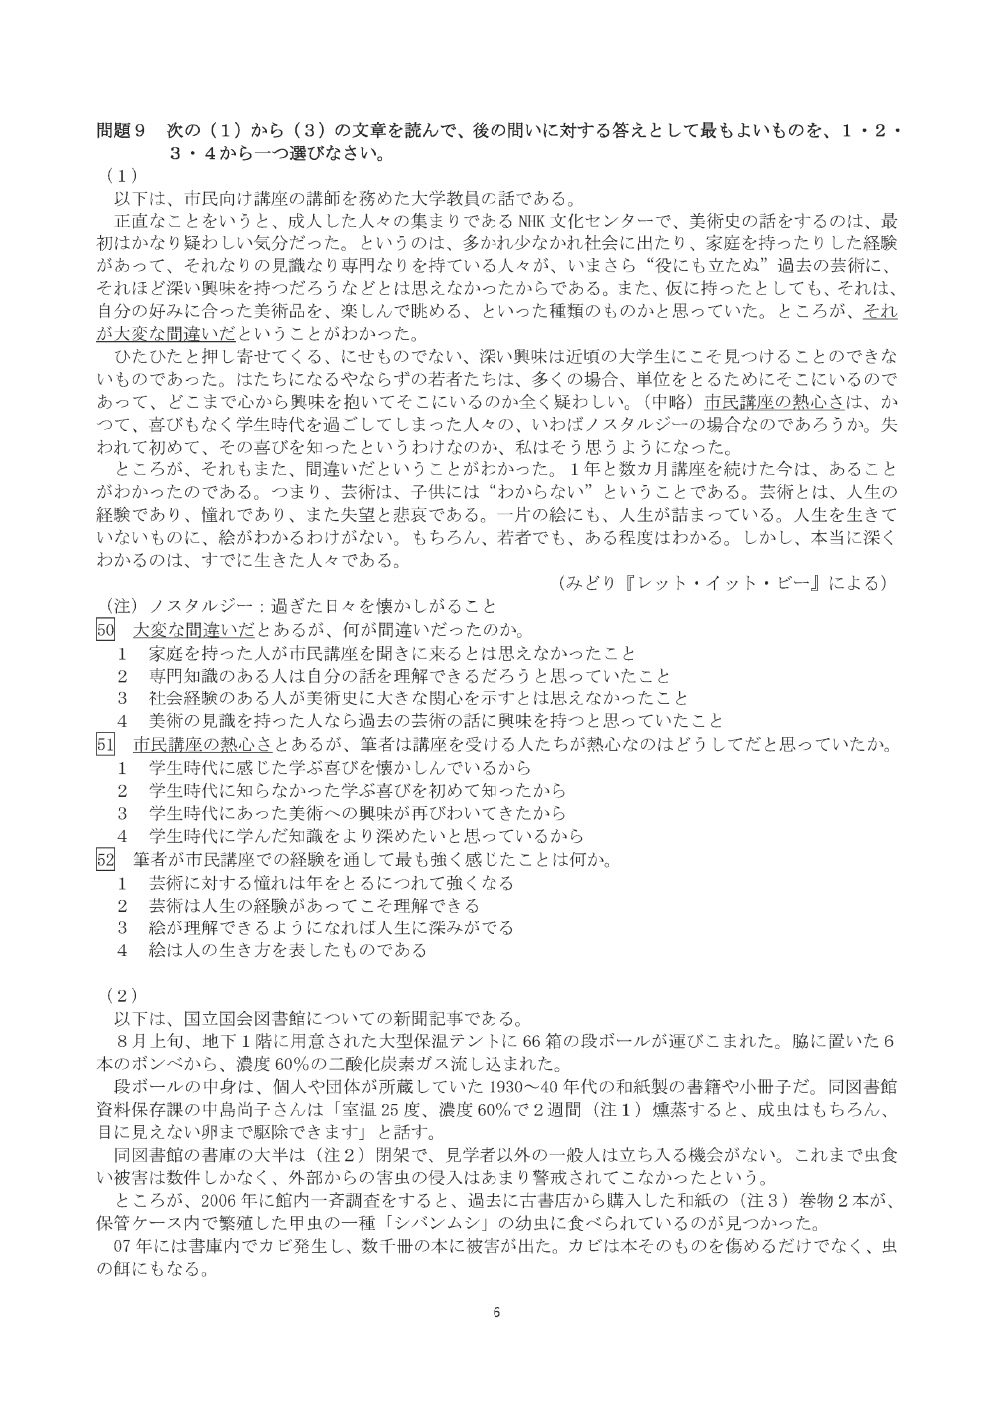 問題９　次の（１）から（３）の文章を読んで、後の問いに対する答えとして最もよいものを、１・２・
３・４から一つ選びなさい。
（１）
以下は、市民向け講座の講師を務めた大学教員の話である。
正直なことをいうと、成人した人々の集まりである NHK 文化センターで、美術史の話をするのは、最
初はかなり疑わしい気分だった。というのは、多かれ少なかれ社会に出たり、家庭を持ったりした経験
があって、それなりの見識なり専門なりを持ている人々が、いまさら“役にも立たぬ”過去の芸術に、
それほど深い興味を持つだろうなどとは思えなかったからである。また、仮に持ったとしても、それは、
自分の好みに合った美術品を、楽しんで眺める、といった種類のものかと思っていた。ところが、それ
が大変な間違いだということがわかった。
ひたひたと押し寄せてくる、にせものでない、深い興味は近頃の大学生にこそ見つけることのできな
いものであった。はたちになるやならずの若者たちは、多くの場合、単位をとるためにそこにいるので
あって、どこまで心から興味を抱いてそこにいるのか全く疑わしい。（中略）市民講座の熱心さは、か
つて、喜びもなく学生時代を過ごしてしまった人々の、いわばノスタルジーの場合なのであろうか。失
われて初めて、その喜びを知ったというわけなのか、私はそう思うようになった。
ところが、それもまた、間違いだということがわかった。１年と数カ月講座を続けた今は、あること
がわかったのである。つまり、芸術は、子供には“わからない”ということである。芸術とは、人生の
経験であり、憧れであり、また失望と悲哀である。一片の絵にも、人生が詰まっている。人生を生きて
いないものに、絵がわかるわけがない。もちろん、若者でも、ある程度はわかる。しかし、本当に深く
わかるのは、すでに生きた人々である。
（みどり『レット・イット・ビー』による）
（注）ノスタルジー：過ぎた日々を懐かしがること
50　大変な間違いだとあるが、何が間違いだったのか。
１　家庭を持った人が市民講座を聞きに来るとは思えなかったこと
２　専門知識のある人は自分の話を理解できるだろうと思っていたこと
３　社会経験のある人が美術史に大きな関心を示すとは思えなかったこと
４　美術の見識を持った人なら過去の芸術の話に興味を持つと思っていたこと
51　市民講座の熱心さとあるが、筆者は講座を受ける人たちが熱心なのはどうしてだと思っていたか。
１　学生時代に感じた学ぶ喜びを懐かしんでいるから
２　学生時代に知らなかった学ぶ喜びを初めて知ったから
３　学生時代にあった美術への興味が再びわいてきたから
４　学生時代に学んだ知識をより深めたいと思っているから
52　筆者が市民講座での経験を通して最も強く感じたことは何か。
１　芸術に対する憧れは年をとるにつれて強くなる
２　芸術は人生の経験があってこそ理解できる
３　絵が理解できるようになれば人生に深みがでる
４　絵は人の生き方を表したものである
（２）
以下は、国立国会図書館についての新聞記事である。
８月上旬、地下１階に用意された大型保温テントに 66 箱の段ボールが運びこまれた。脇に置いた６
本のボンベから、濃度 60％の二酸化炭素ガス流し込まれた。
段ボールの中身は、個人や団体が所蔵していた 1930～40 年代の和紙製の書籍や小冊子だ。同図書館
資料保存課の中島尚子さんは「室温 25 度、濃度 60％で２週間（注１）燻蒸すると、成虫はもちろん、
目に見えない卵まで駆除できます」と話す。
同図書館の書庫の大半は（注２）閉架で、見学者以外の一般人は立ち入る機会がない。これまで虫食
い被害は数件しかなく、外部からの害虫の侵入はあまり警戒されてこなかったという。
ところが、2006 年に館内一斉調査をすると、過去に古書店から購入した和紙の（注３）巻物２本が、
保管ケース内で繁殖した甲虫の一種「シバンムシ」の幼虫に食べられているのが見つかった。
07 年には書庫内でカビ発生し、数千冊の本に被害が出た。カビは本そのものを傷めるだけでなく、虫
の餌にもなる。
6